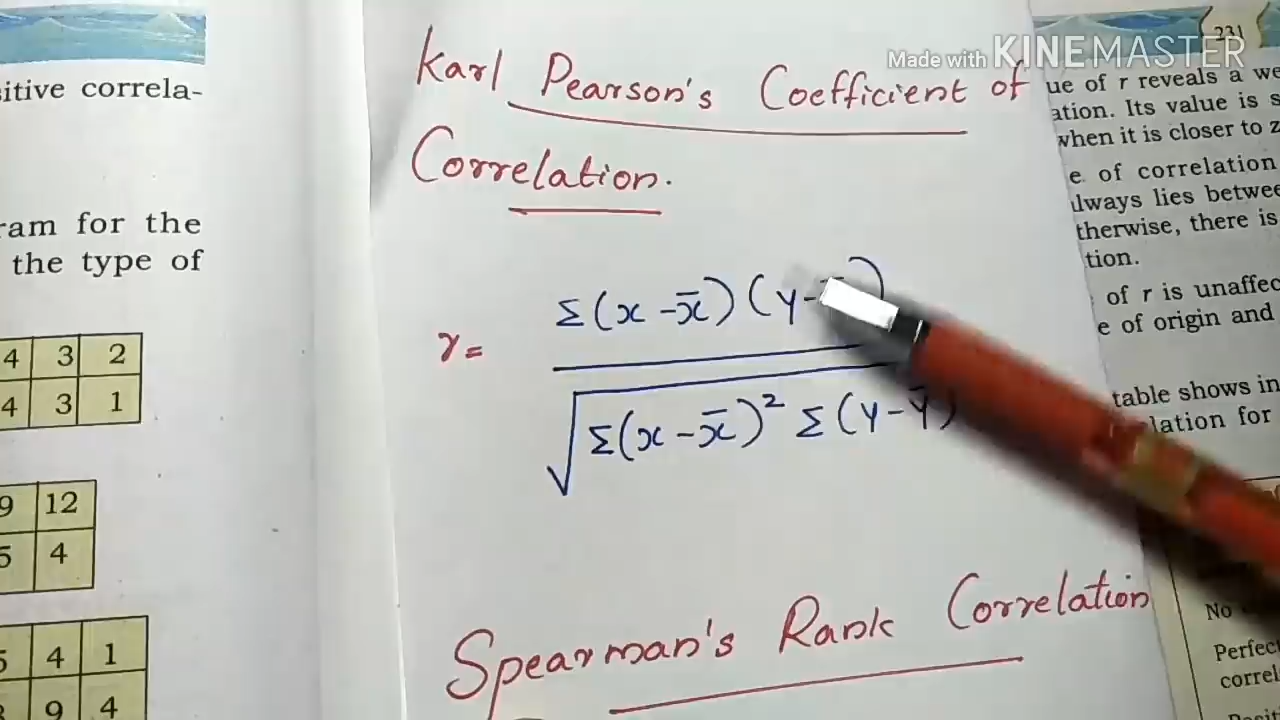 Made with KINEMASTER
231
itive correla-
ram for the
the type of
4 3 2
4 3 1
9 12
5 4
5 4 1
9 4
Karl Pearson's Coefficient of
Correlation.
r = Σ(x - x̄)(y -
√Σ(x - x̄)² Σ(y - ȳ)
Spearman's Rank Correlation
ue of r reveals a we
ation. Its value is s
when it is closer to z
e of correlation
lways lies betwee
therwise, there is
tion.
of r is unaffec
e of origin and
table shows in
lation for
No
Perfec
correl